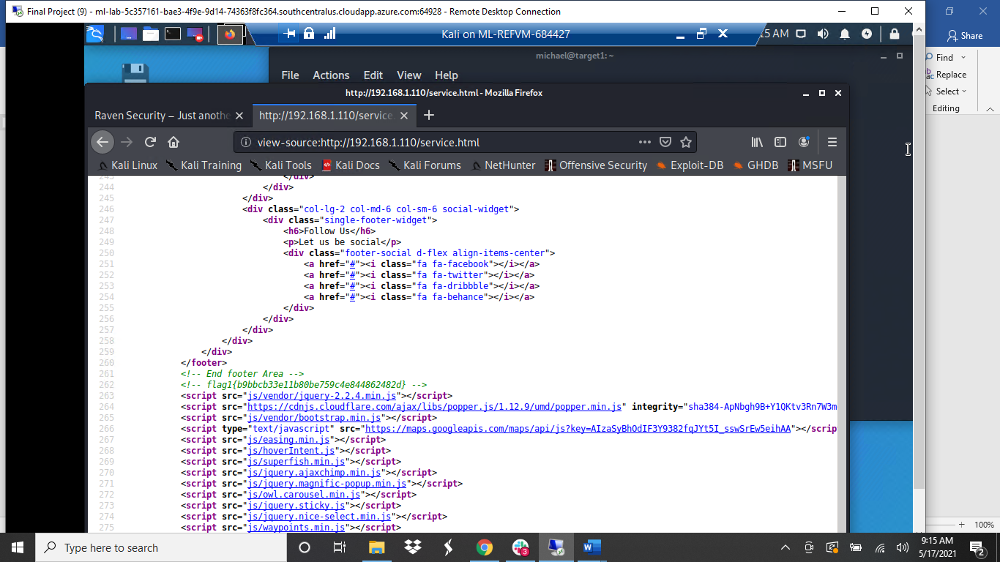 Final Project (9) - ml-lab-5c357161-bae3-4f9e-9d14-74363f8fc364.southcentralus.cloudapp.azure.com:64928 - Remote Desktop Connection
Kali on ML-REFVM-684427
15 AM
Share
michael@target1: ~
Find
File Actions Edit View Help
Replace
Select
Editing
http://192.168.1.110/service.html - Mozilla Firefox
Raven Security – Just anothe
http://192.168.1.110/service.
view-source:http://192.168.1.110/service.html
Kali Linux Kali Training Kali Tools Kali Docs Kali Forums NetHunter Offensive Security Exploit-DB GHDB MSFU
243 </div>
244 </div>
245 </div>
246 <div class="col-lg-2 col-md-6 col-sm-6 social-widget">
247 <div class="single-footer-widget">
248 <h6>Follow Us</h6>
249 <p>Let us be social</p>
250 <div class="footer-social d-flex align-items-center">
251 <a href="#"><i class="fa fa-facebook"></i></a>
252 <a href="#"><i class="fa fa-twitter"></i></a>
253 <a href="#"><i class="fa fa-dribbble"></i></a>
254 <a href="#"><i class="fa fa-behance"></i></a>
255 </div>
256 </div>
257 </div>
258 </div>
259 </div>
260 </footer>
261 <!-- End footer Area -->
262 <!-- flag1{b9bbcb33e11b80be759c4e844862482d} -->
263 <script src="js/vendor/jquery-2.2.4.min.js"></script>
264 <script src="https://cdnjs.cloudflare.com/ajax/libs/popper.js/1.12.9/umd/popper.min.js" integrity="sha384-ApNbgh9B+Y1QKtv3Rn7W3m
265 <script src="js/vendor/bootstrap.min.js"></script>
266 <script type="text/javascript" src="https://maps.googleapis.com/maps/api/js?key=AIzaSyBhOdIF3Y9382fqJYt5I_sswSrEw5eihAA"></scrip
267 <script src="js/easing.min.js"></script>
268 <script src="js/hoverIntent.js"></script>
269 <script src="js/superfish.min.js"></script>
270 <script src="js/jquery.ajaxchimp.min.js"></script>
271 <script src="js/jquery.magnific-popup.min.js"></script>
272 <script src="js/owl.carousel.min.js"></script>
273 <script src="js/jquery.sticky.js"></script>
274 <script src="js/jquery.nice-select.min.js"></script>
275 <script src="js/waypoints.min.js"></script>
100%
Type here to search
3
9:15 AM
5/17/2021
2